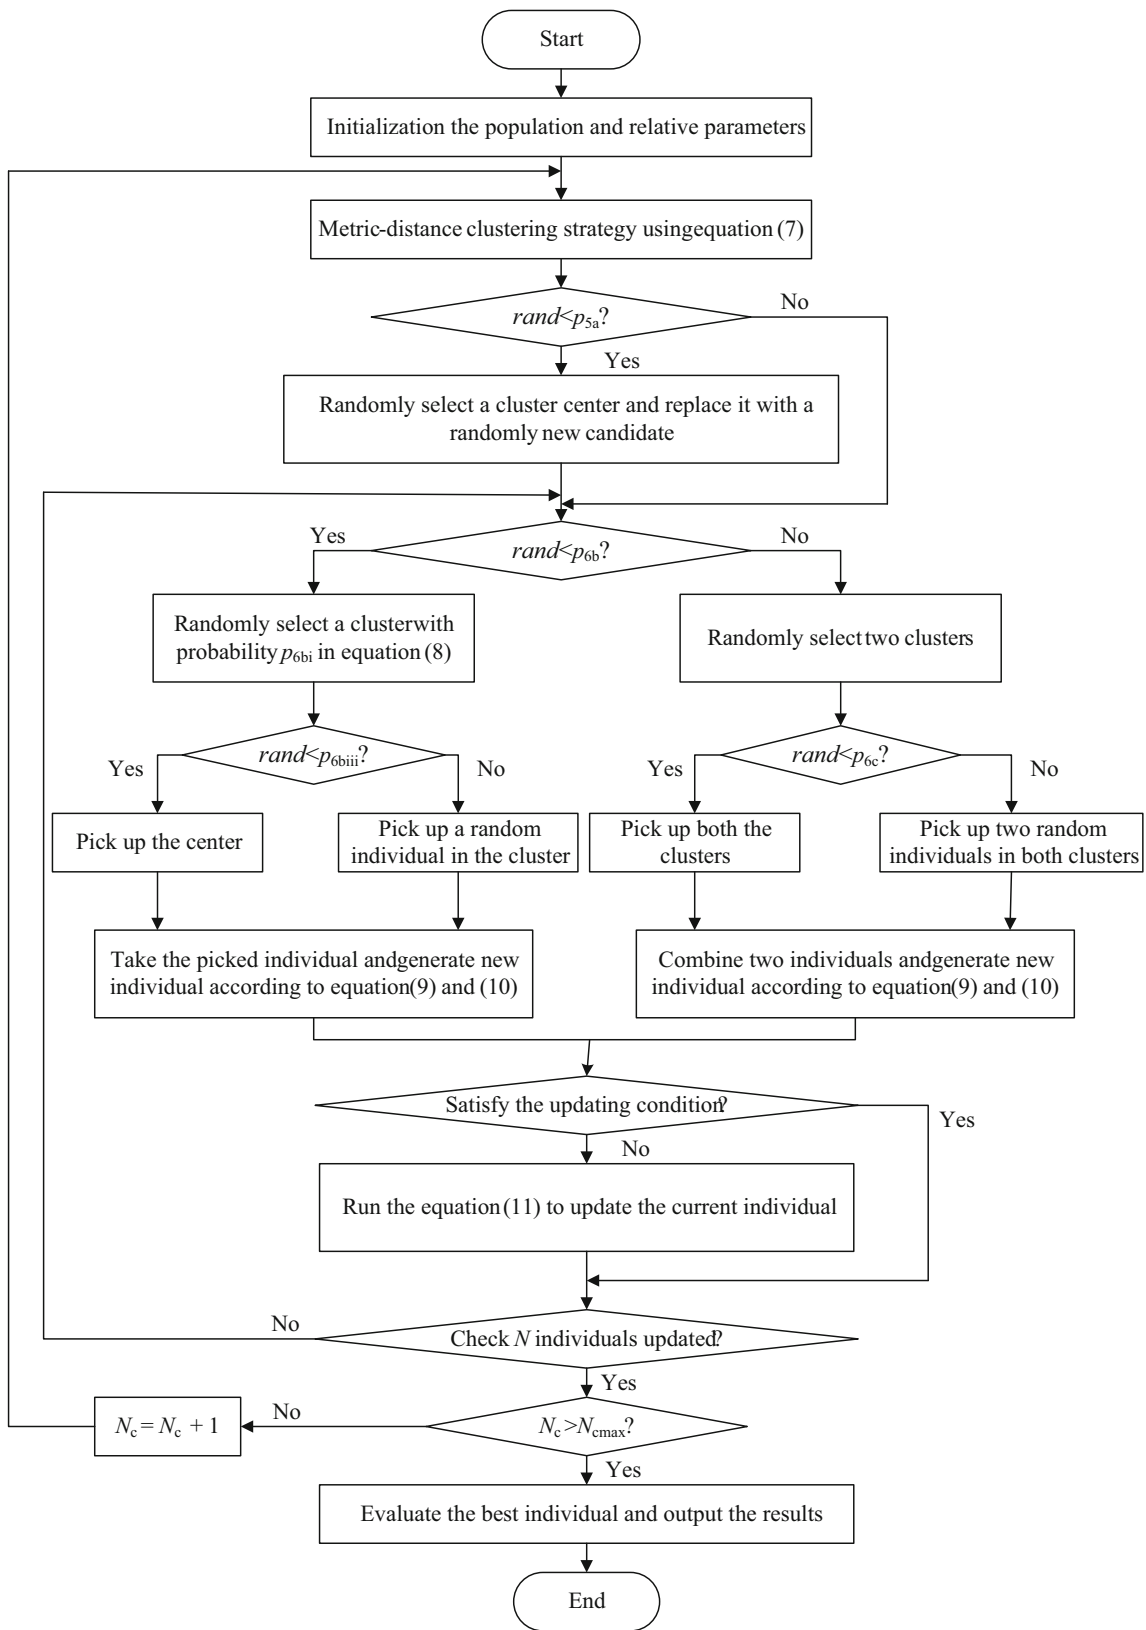 Start
Initialization the population and relative parameters
Metric-distance clustering strategy usingequation (7)
rand<p5a?
No
Yes
Randomly select a cluster center and replace it with a
randomly new candidate
Yes
rand<p6b?
No
Randomly select a clusterwith
probability p6bi in equation (8)
Randomly select two clusters
rand<p6biii?
Yes
No
rand<p6c?
Yes
No
Pick up the center
Pick up a random
individual in the cluster
Pick up both the
clusters
Pick up two random
individuals in both clusters
Take the picked individual andgenerate new
individual according to equation(9) and (10)
Combine two individuals andgenerate new
individual according to equation(9) and (10)
Satisfy the updating condition?
Yes
No
Run the equation (11) to update the current individual
No
Check N individuals updated?
Yes
Nc = Nc + 1
No
Nc >Ncmax?
Yes
Evaluate the best individual and output the results
End